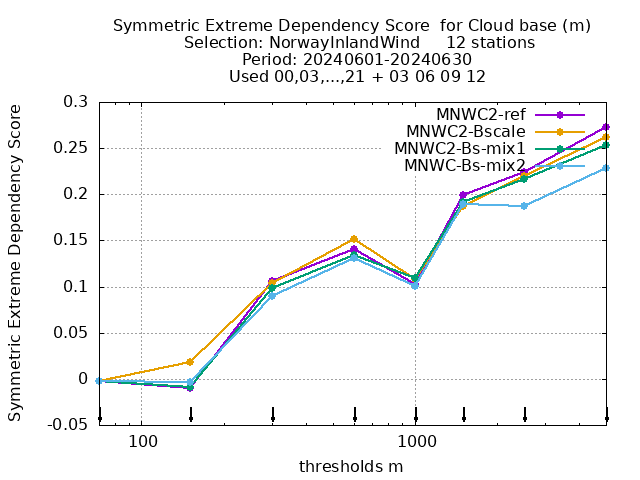 Symmetric Extreme Dependency Score  for Cloud base (m)
Selection: NorwayInlandWind     12 stations
Period: 20240601-20240630
Used 00,03,...,21 + 03 06 09 12
Symmetric Extreme Dependency Score
0.3
0.25
0.2
0.15
0.1
0.05
0
-0.05
MNWC2-ref
MNWC2-Bscale
MNWC2-Bs-mix1
MNWC-Bs-mix2
100
1000
thresholds m